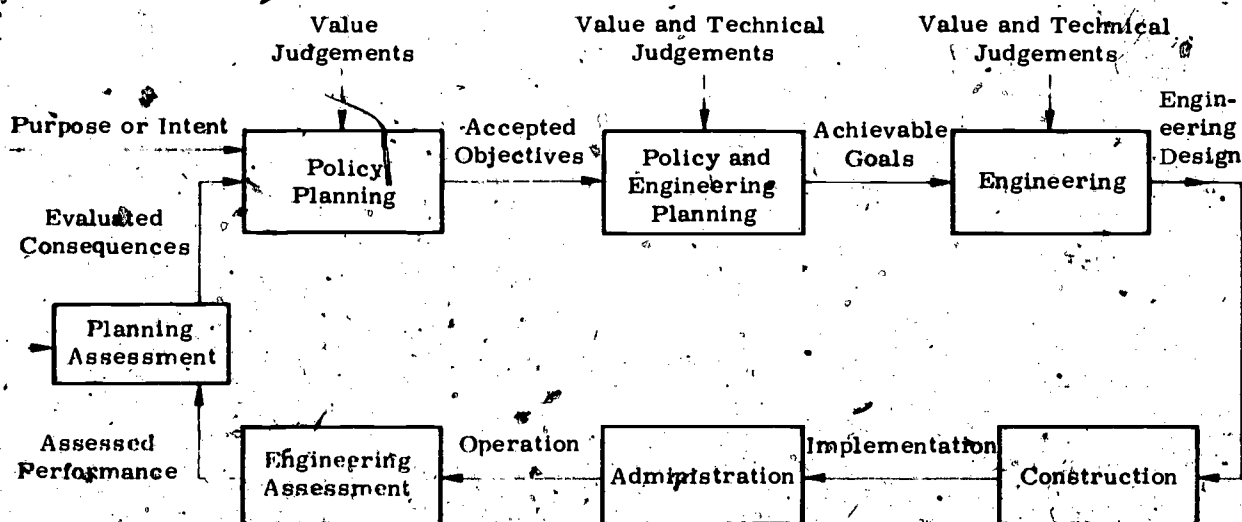 Value
Judgements
Value and Technical
Judgements
Value and Technical
Judgements
Purpose or Intent
Policy
Planning
Accepted
Objectives
Policy and
Engineering
Planning
Achievable
Goals
Engineering
Engin-
eering
Design
Evaluated
Consequences
Planning
Assessment
Assessed
Performance
Engineering
Assessment
Operation
Administration
Implementation
Construction